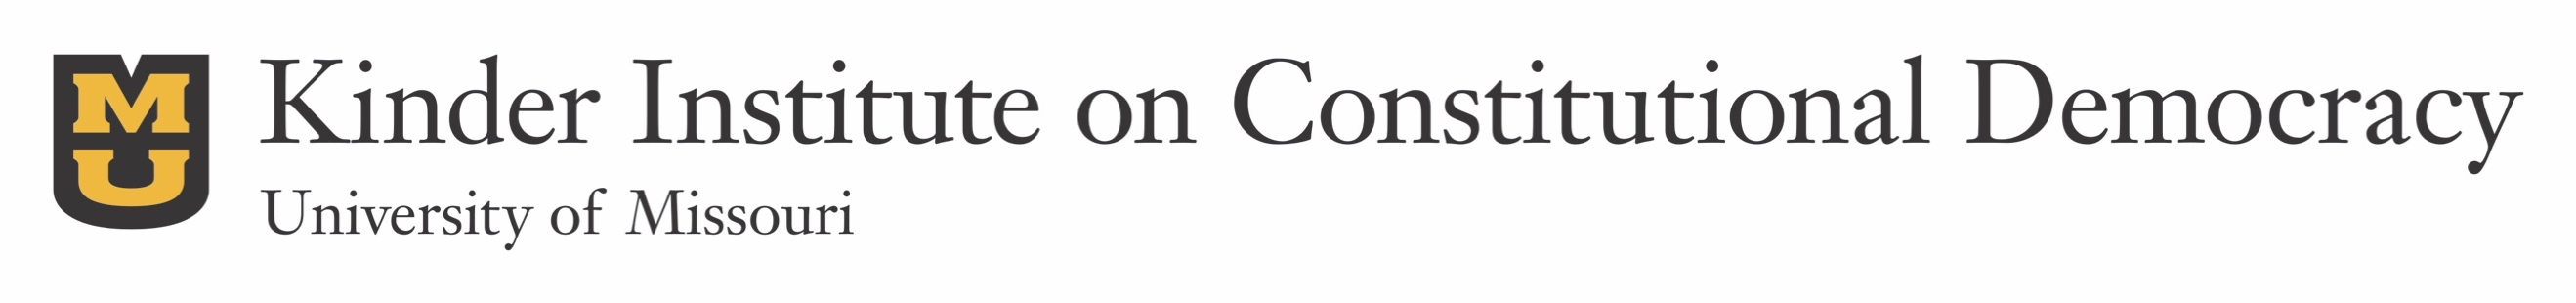 MU
Kinder Institute on Constitutional Democracy
University of Missouri